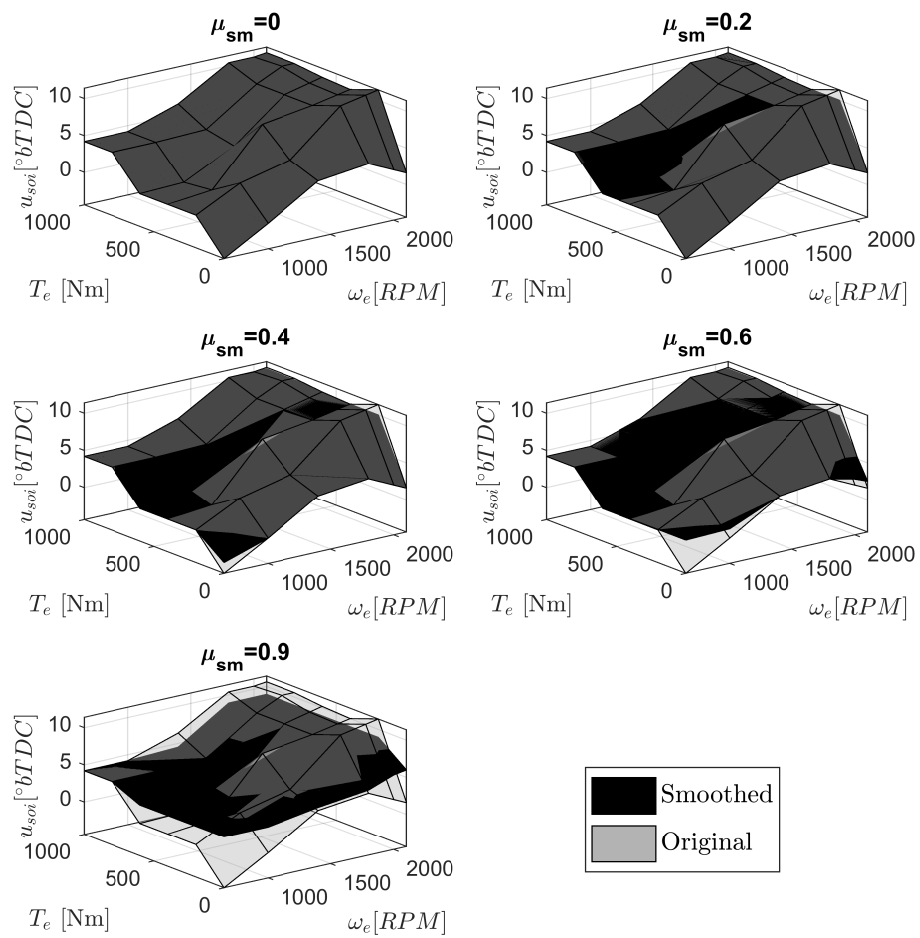 μsm=0
10
5
0
usoi[°bTDC]
1000
500
0
Te [Nm]
1000
1500
2000
ωe[RPM]
μsm=0.2
10
5
0
usoi[°bTDC]
1000
500
0
Te [Nm]
1000
1500
2000
ωe[RPM]
μsm=0.4
10
5
0
usoi[°bTDC]
1000
500
0
Te [Nm]
1000
1500
2000
ωe[RPM]
μsm=0.6
10
5
0
usoi[°bTDC]
1000
500
0
Te [Nm]
1000
1500
2000
ωe[RPM]
μsm=0.9
10
5
0
usoi[°bTDC]
1000
500
0
Te [Nm]
1000
1500
2000
ωe[RPM]
Smoothed
Original